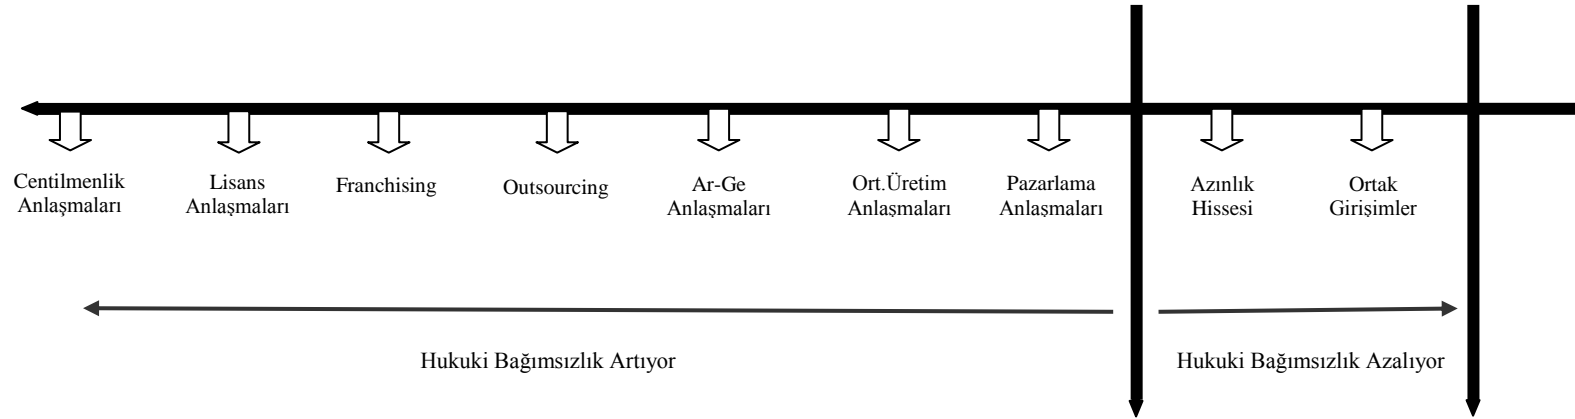 Centilmenlik
Anlaşmaları
Lisans
Anlaşmaları
Franchising
Outsourcing
Ar-Ge
Anlaşmaları
Ort.Üretim
Anlaşmaları
Pazarlama
Anlaşmaları
Azınlık
Hissesi
Ortak
Girişimler
Hukuki Bağımsızlık Artıyor
Hukuki Bağımsızlık Azalıyor